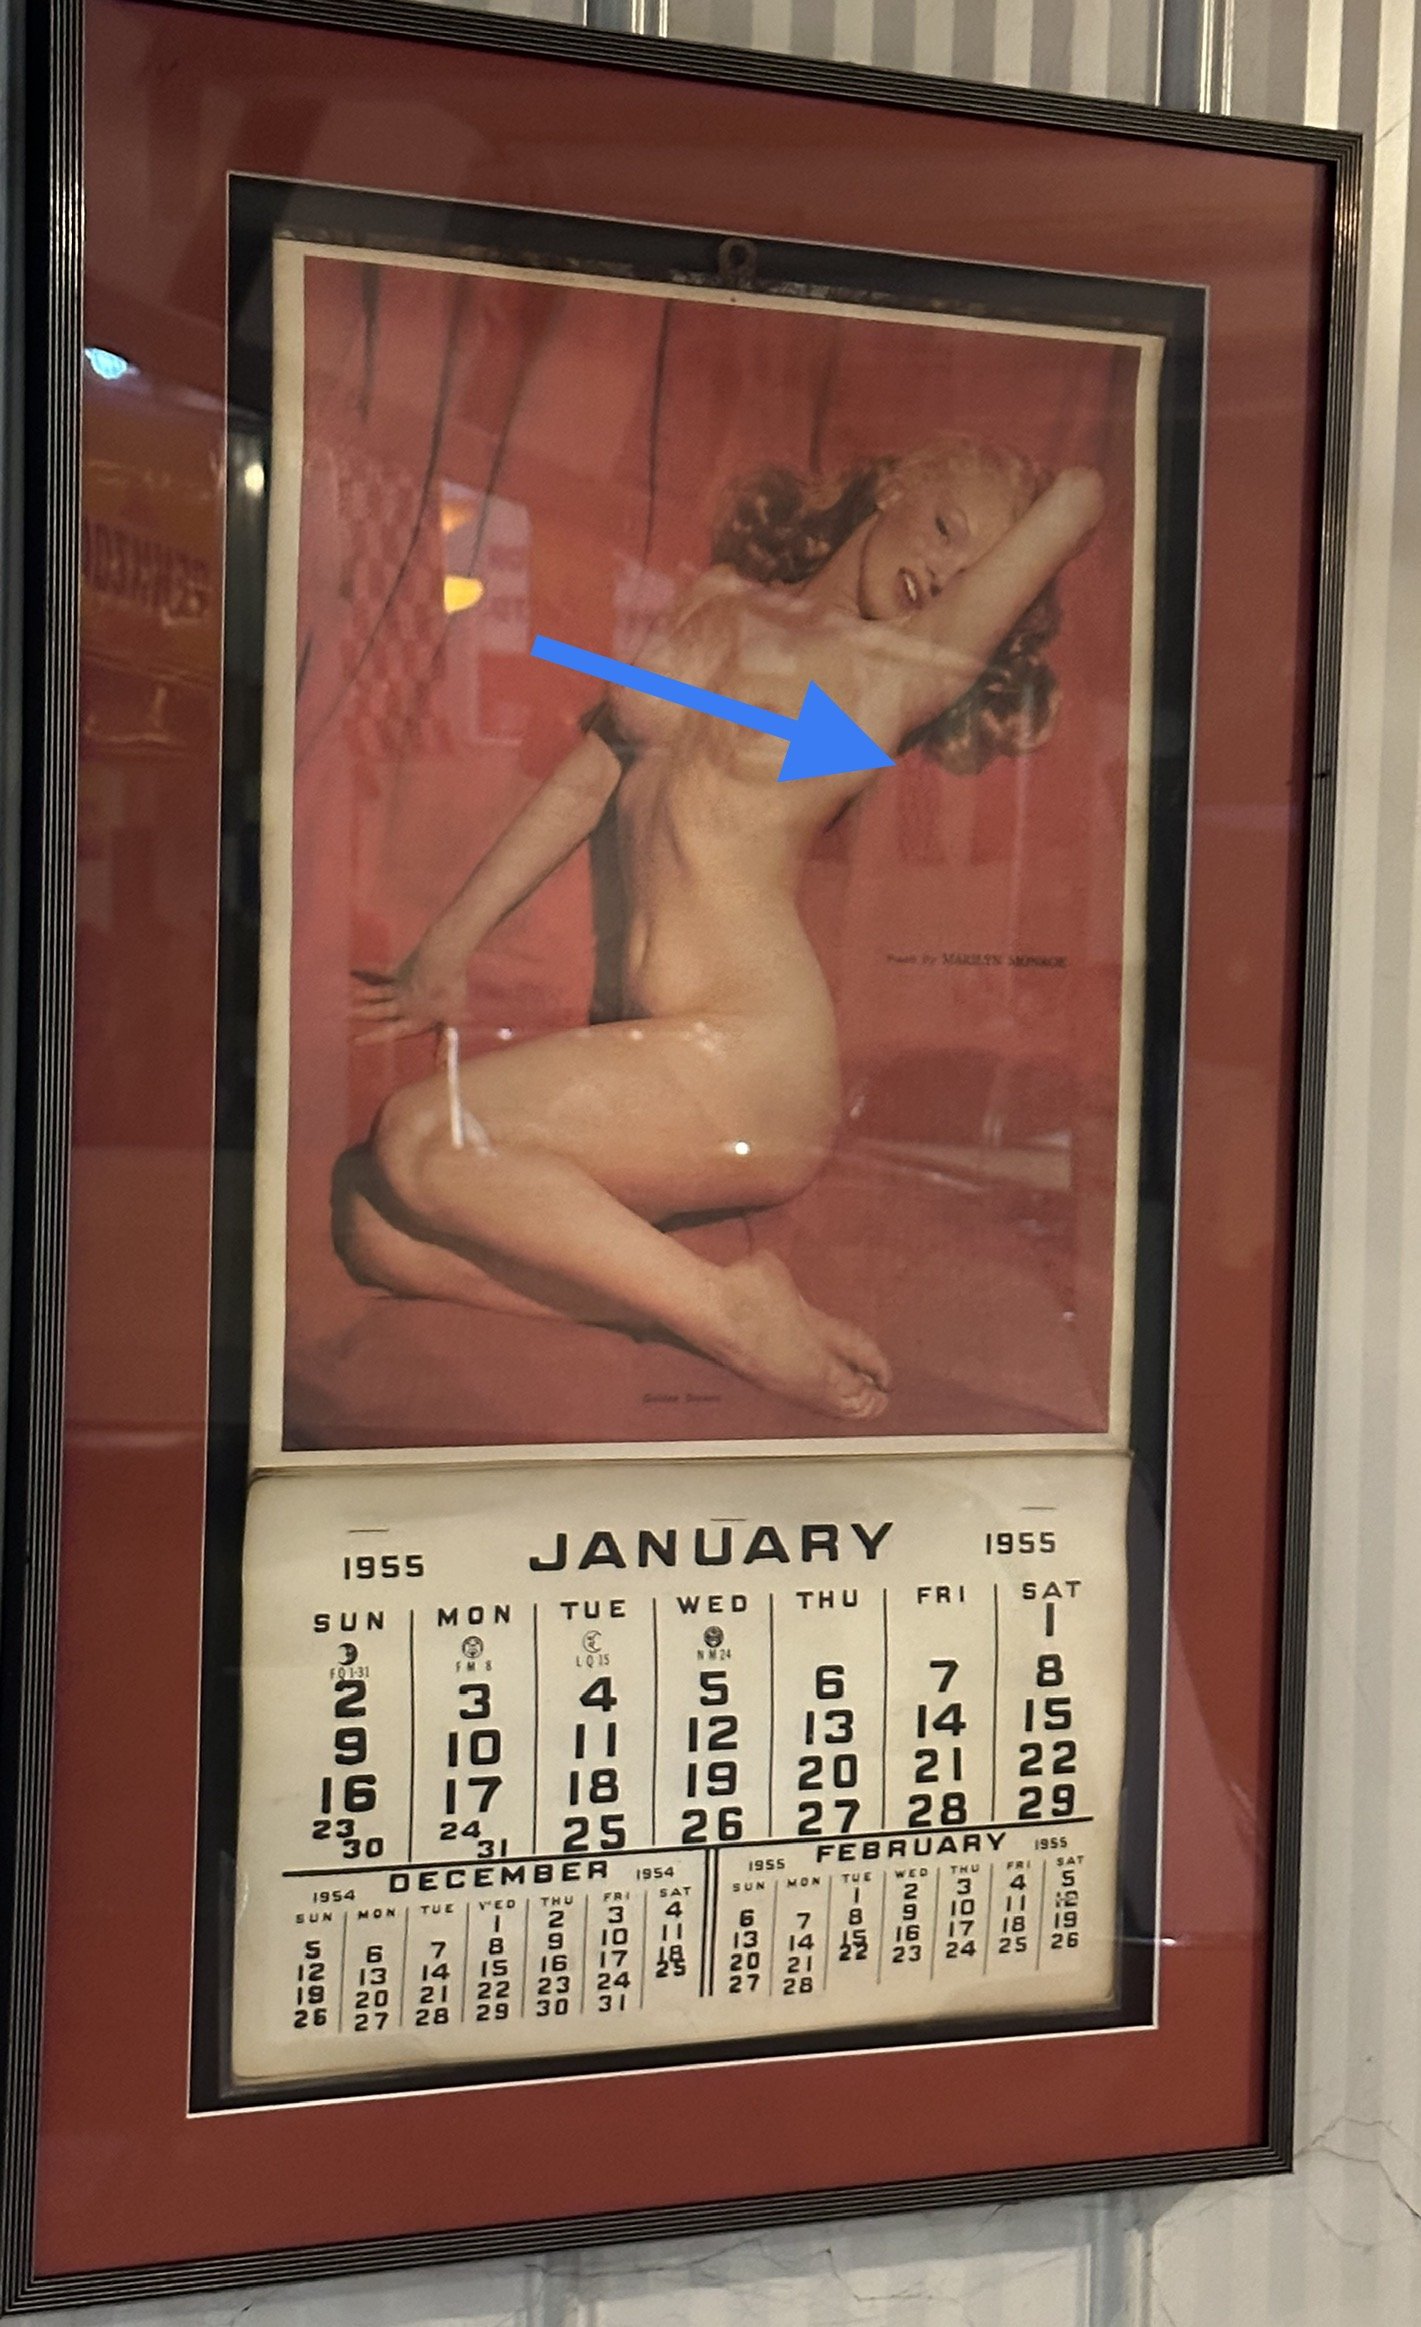 Posed By MARILYN MONROE
Golden Dreams
1955 JANUARY 1955
SUN MON TUE WED THU FRI SAT
1
FQ 1-31 FM 8 LQ 15 NM 24
2 3 4 5 6 7 8
9 10 11 12 13 14 15
16 17 18 19 20 21 22
23 24 25 26 27 28 29
30 31
1954 DECEMBER 1954
SUN MON TUE WED THU FRI SAT
1 2 3 4
5 6 7 8 9 10 11
12 13 14 15 16 17 18
19 20 21 22 23 24 25
26 27 28 29 30 31
1955 FEBRUARY 1955
SUN MON TUE WED THU FRI SAT
1 2 3 4 5
6 7 8 9 10 11 12
13 14 15 16 17 18 19
20 21 22 23 24 25 26
27 28